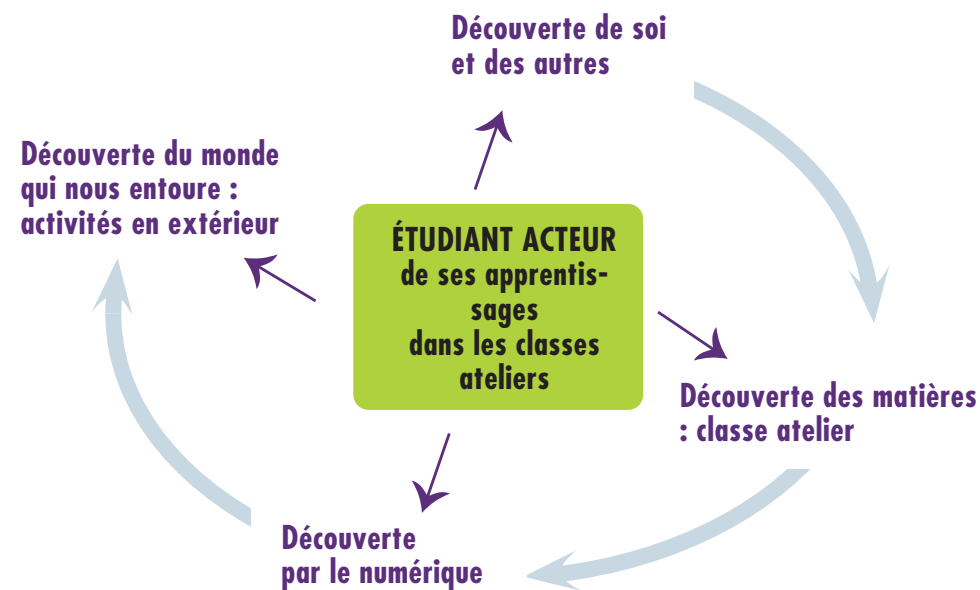 Découverte de soi
et des autres
Découverte du monde
qui nous entoure :
activités en extérieur
ÉTUDIANT ACTEUR
de ses apprentis-
sages
dans les classes
ateliers
Découverte des matières
: classe atelier
Découverte
par le numérique